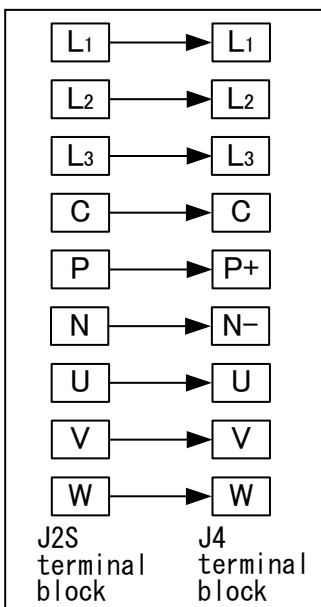 L1 L1
L2 L2
L3 L3
C C
P P+
N N-
U U
V V
W W
J2S J4
terminal terminal
block block